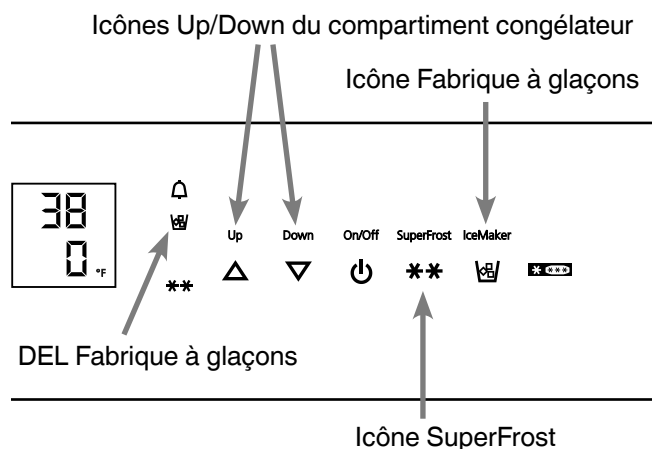 Icônes Up/Down du compartiment congélateur
Icône Fabrique à glaçons
38
0 °F
Up Down On/Off SuperFrost IceMaker
DEL Fabrique à glaçons
Icône SuperFrost